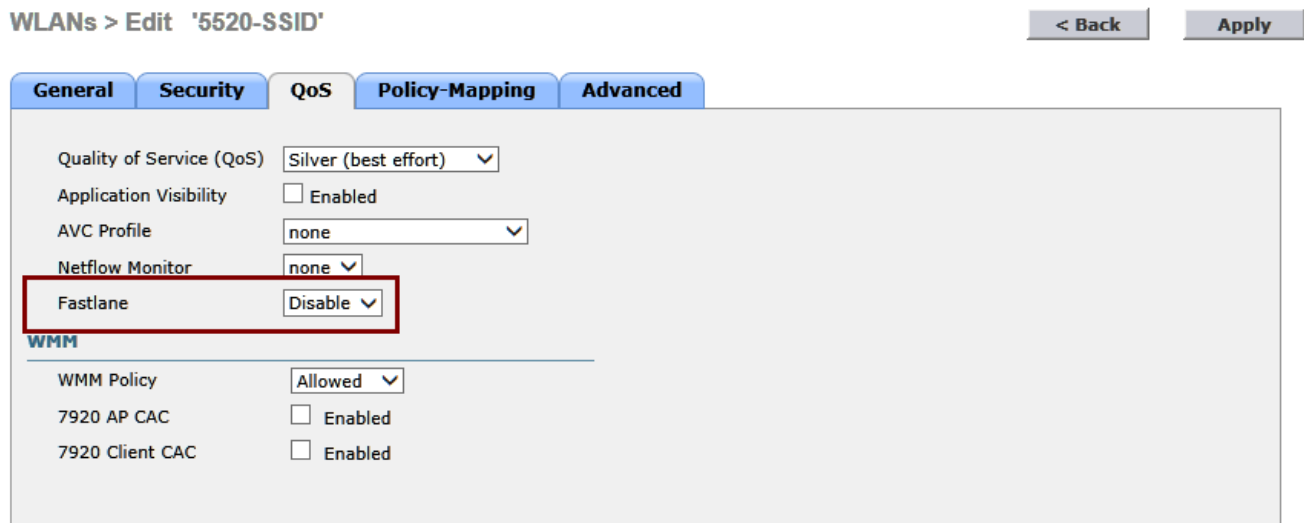 WLANs > Edit '5520-SSID'
< Back Apply
General Security QoS Policy-Mapping Advanced
Quality of Service (QoS) Silver (best effort)
Application Visibility Enabled
AVC Profile none
Netflow Monitor none
Fastlane Disable
WMM
WMM Policy Allowed
7920 AP CAC Enabled
7920 Client CAC Enabled